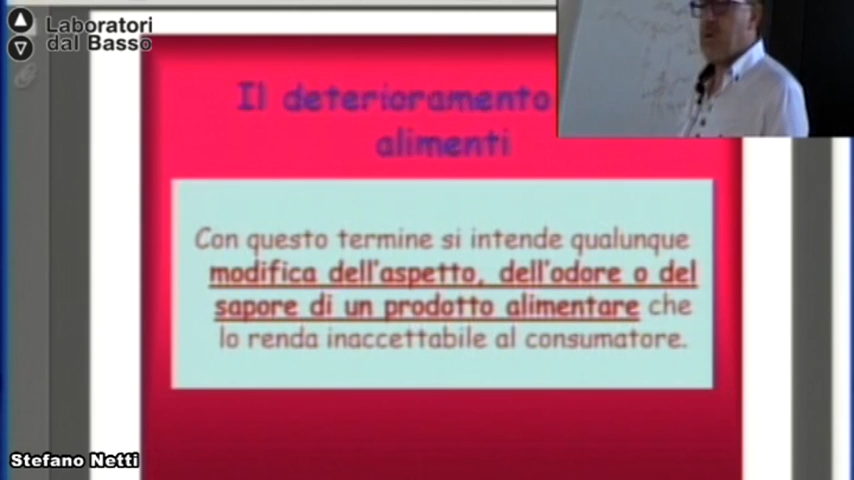 Laboratori
dal Basso
Il deterioramento
alimenti
Con questo termine si intende qualunque
modifica dell'aspetto, dell'odore o del
sapore di un prodotto alimentare che
lo renda inaccettabile al consumatore.
Stefano Netti